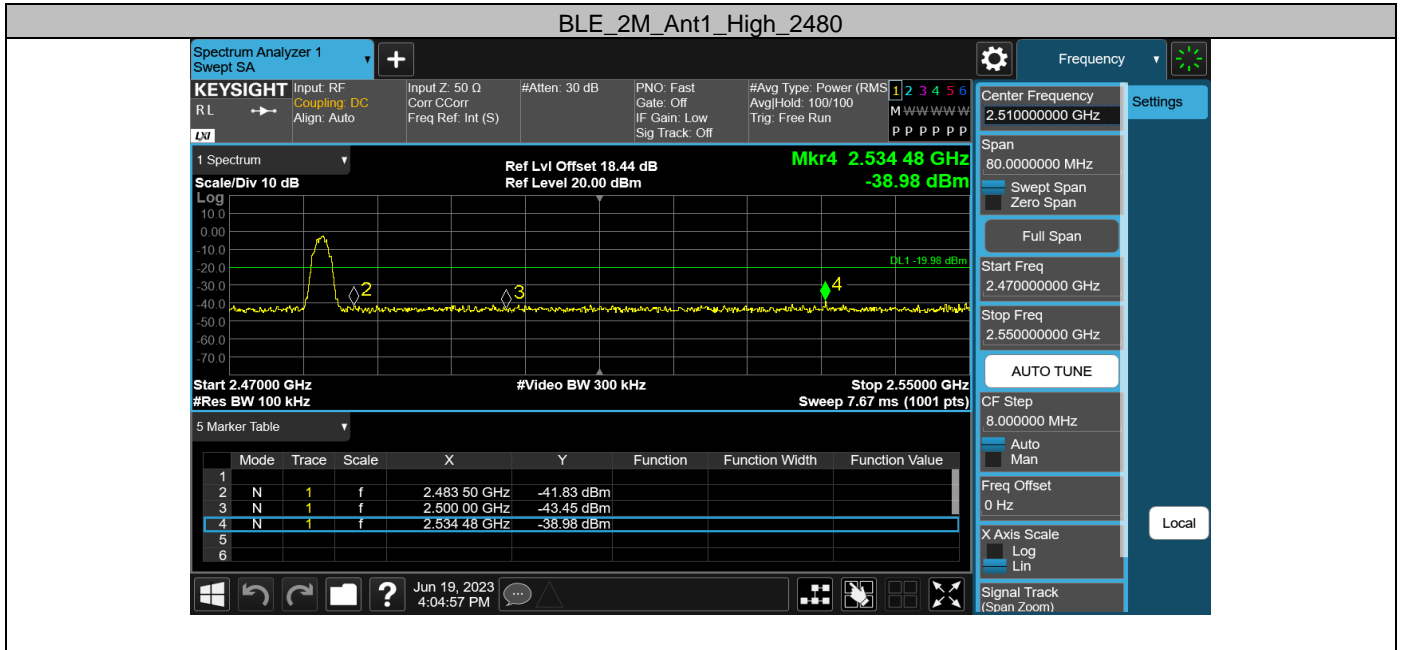 BLE_2M_Ant1_High_2480
Spectrum Analyzer 1
Swept SA
+
Frequency
KEYSIGHT
RL
LXI
Input: RF
Coupling: DC
Align: Auto
Input Z: 50 Ω
Corr CCorr
Freq Ref: Int (S)
#Atten: 30 dB
PNO: Fast
Gate: Off
IF Gain: Low
Sig Track: Off
#Avg Type: Power (RMS
Avg|Hold: 100/100
Trig: Free Run
1 2 3 4 5 6
M W W W W W
P P P P P P
1 Spectrum
Scale/Div 10 dB
Ref Lvl Offset 18.44 dB
Ref Level 20.00 dBm
Mkr4 2.534 48 GHz
-38.98 dBm
Log
10.0
0.00
-10.0
-20.0
-30.0
-40.0
-50.0
-60.0
-70.0
DL1 -19.98 dBm
2
3
4
Start 2.47000 GHz
#Video BW 300 kHz
Stop 2.55000 GHz
#Res BW 100 kHz
Sweep 7.67 ms (1001 pts)
5 Marker Table
Mode Trace Scale X Y Function Function Width Function Value
1
2 N 1 f 2.483 50 GHz -41.83 dBm
3 N 1 f 2.500 00 GHz -43.45 dBm
4 N 1 f 2.534 48 GHz -38.98 dBm
5
6
?
Jun 19, 2023
4:04:57 PM
Center Frequency
2.510000000 GHz
Settings
Span
80.0000000 MHz
Swept Span
Zero Span
Full Span
Start Freq
2.470000000 GHz
Stop Freq
2.550000000 GHz
AUTO TUNE
CF Step
8.000000 MHz
Auto
Man
Freq Offset
0 Hz
Local
X Axis Scale
Log
Lin
Signal Track
(Span Zoom)